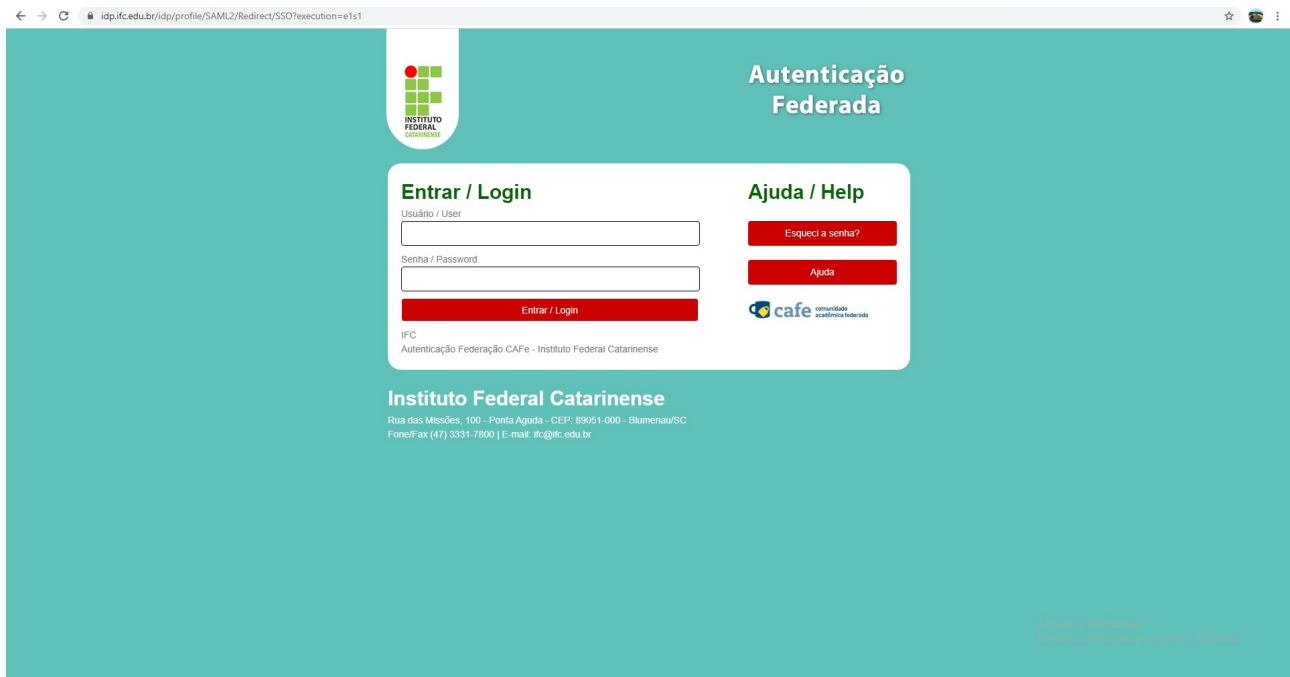 idp.ifc.edu.br/idp/profile/SAML2/Redirect/SSO?execution=e1s1
INSTITUTO
FEDERAL
CATARINENSE
Autenticação
Federada
Entrar / Login
Usuário / User
Senha / Password
Entrar / Login
IFC
Autenticação Federação CAFe - Instituto Federal Catarinense
Ajuda / Help
Esqueci a senha?
Ajuda
cafe comunidade
acadêmica federada
Instituto Federal Catarinense
Rua das Missões, 100 - Ponta Aguda - CEP: 89051-000 - Blumenau/SC
Fone/Fax (47) 3331-7800 | E-mail: ifc@ifc.edu.br